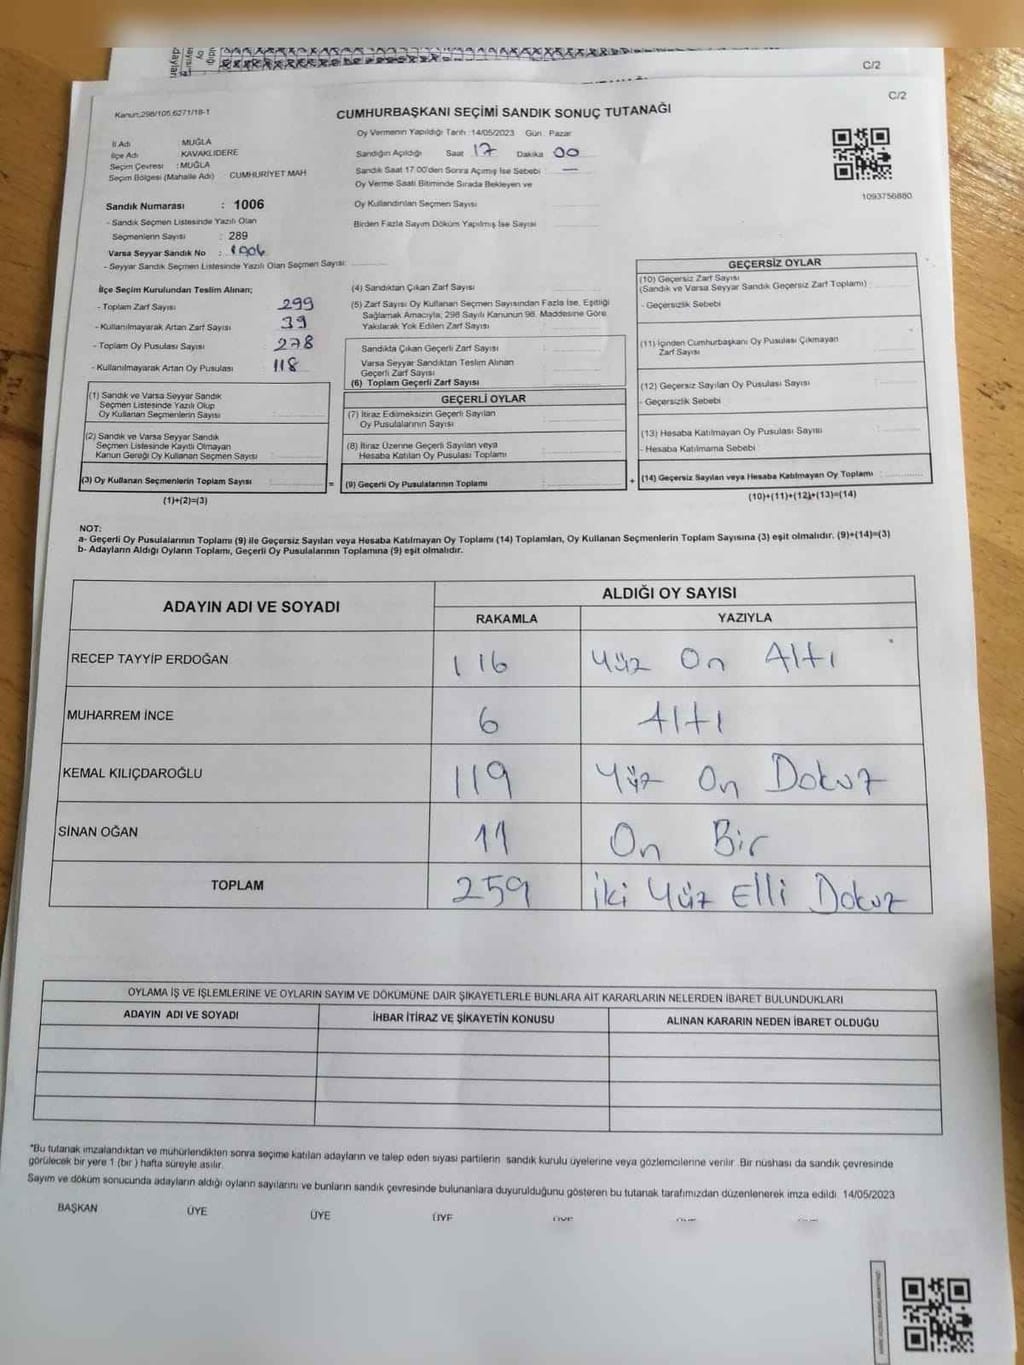 C/2
C/2
Kanun:298/105,6271/18-1
CUMHURBAŞKANI SEÇİMİ SANDIK SONUÇ TUTANAĞI
Oy Vermenin Yapıldığı Tarih :14/05/2023 Gün : Pazar
İl Adı MUĞLA
İlçe Adı KAVAKLIDERE
Seçim Çevresi : MUĞLA
Seçim Bölgesi (Mahalle Adı) CUMHURİYET MAH
Sandığın Açıldığı Saat 17 Dakika 00
Sandık Saat 17:00'den Sonra Açımış İse Sebebi : —
Oy Verme Saati Bitiminde Sırada Bekleyen ve
Oy Kullandırılan Seçmen Sayısı
Birden Fazla Sayım Döküm Yapılmış İse Sayısı
1093756880
Sandık Numarası : 1006
- Sandık Seçmen Listesinde Yazılı Olan
Seçmenlerin Sayısı : 289
Varsa Seyyar Sandık No :
- Seyyar Sandık Seçmen Listesinde Yazılı Olan Seçmen Sayısı:
İlçe Seçim Kurulundan Teslim Alınan;
- Toplam Zarf Sayısı 299
- Kullanılmayarak Artan Zarf Sayısı 39
- Toplam Oy Pusulası Sayısı 278
- Kullanılmayarak Artan Oy Pusulası 118
(1) Sandık ve Varsa Seyyar Sandık
Seçmen Listesinde Yazılı Olup
Oy Kullanan Seçmenlerin Sayısı
(2) Sandık ve Varsa Seyyar Sandık
Seçmen Listesinde Kayıtlı Olmayan
Kanun Gereği Oy Kullanan Seçmen Sayısı :
(3) Oy Kullanan Seçmenlerin Toplam Sayısı :
(1)+(2)=(3)
(4) Sandıktan Çıkan Zarf Sayısı
(5) Zarf Sayısı Oy Kullanan Seçmen Sayısından Fazla İse, Eşitliği
Sağlamak Amacıyla; 298 Sayılı Kanunun 98. Maddesine Göre
Yakılarak Yok Edilen Zarf Sayısı
Sandıkta Çıkan Geçerli Zarf Sayısı
Varsa Seyyar Sandıktan Teslim Alınan
Geçerli Zarf Sayısı
(6) Toplam Geçerli Zarf Sayısı
GEÇERLİ OYLAR
(7) İtiraz Edilmeksizin Geçerli Sayılan
Oy Pusulalarının Sayısı
(8) İtiraz Üzerine Geçerli Sayılan veya
Hesaba Katılan Oy Pusulası Toplamı
= (9) Geçerli Oy Pusulalarının Toplamı
GEÇERSİZ OYLAR
(10) Geçersiz Zarf Sayısı
(Sandık ve Varsa Seyyar Sandık Geçersiz Zarf Toplamı)
- Geçersizlik Sebebi
(11) İçinden Cumhurbaşkanı Oy Pusulası Çıkmayan
Zarf Sayısı
(12) Geçersiz Sayılan Oy Pusulası Sayısı
- Geçersizlik Sebebi
(13) Hesaba Katılmayan Oy Pusulası Sayısı
- Hesaba Katılmama Sebebi
+ (14) Geçersiz Sayılan veya Hesaba Katılmayan Oy Toplamı :
(10)+(11)+(12)+(13)=(14)
NOT:
a- Geçerli Oy Pusulalarının Toplamı (9) ile Geçersiz Sayılan veya Hesaba Katılmayan Oy Toplamı (14) Toplamları, Oy Kullanan Seçmenlerin Toplam Sayısına (3) eşit olmalıdır. (9)+(14)=(3)
b- Adayların Aldığı Oyların Toplamı, Geçerli Oy Pusulalarının Toplamına (9) eşit olmalıdır.
ADAYIN ADI VE SOYADI ALDIĞI OY SAYISI
RAKAMLA YAZIYLA
RECEP TAYYİP ERDOĞAN 116 Yüz On Altı
MUHARREM İNCE 6 Altı
KEMAL KILIÇDAROĞLU 119 Yüz On Dokuz
SİNAN OĞAN 11 On Bir
TOPLAM 259 İki Yüz Elli Dokuz
OYLAMA İŞ VE İŞLEMLERİNE VE OYLARIN SAYIM VE DÖKÜMÜNE DAİR ŞİKAYETLERLE BUNLARA AİT KARARLARIN NELERDEN İBARET BULUNDUKLARI
ADAYIN ADI VE SOYADI İHBAR İTİRAZ VE ŞİKAYETİN KONUSU ALINAN KARARIN NEDEN İBARET OLDUĞU
*Bu tutanak imzalandıktan ve mühürlendikten sonra seçime katılan adayların ve talep eden siyasi partilerin sandık kurulu üyelerine veya gözlemcilerine verilir. Bir nüshası da sandık çevresinde
görülecek bir yere 1 (bir) hafta süreyle asılır.
Sayım ve döküm sonucunda adayların aldığı oyların sayılarını ve bunların sandık çevresinde bulunanlara duyurulduğunu gösteren bu tutanak tarafımızdan düzenlenerek imza edildi. 14/05/2023
BAŞKAN ÜYE ÜYE ÜYE ÜYE